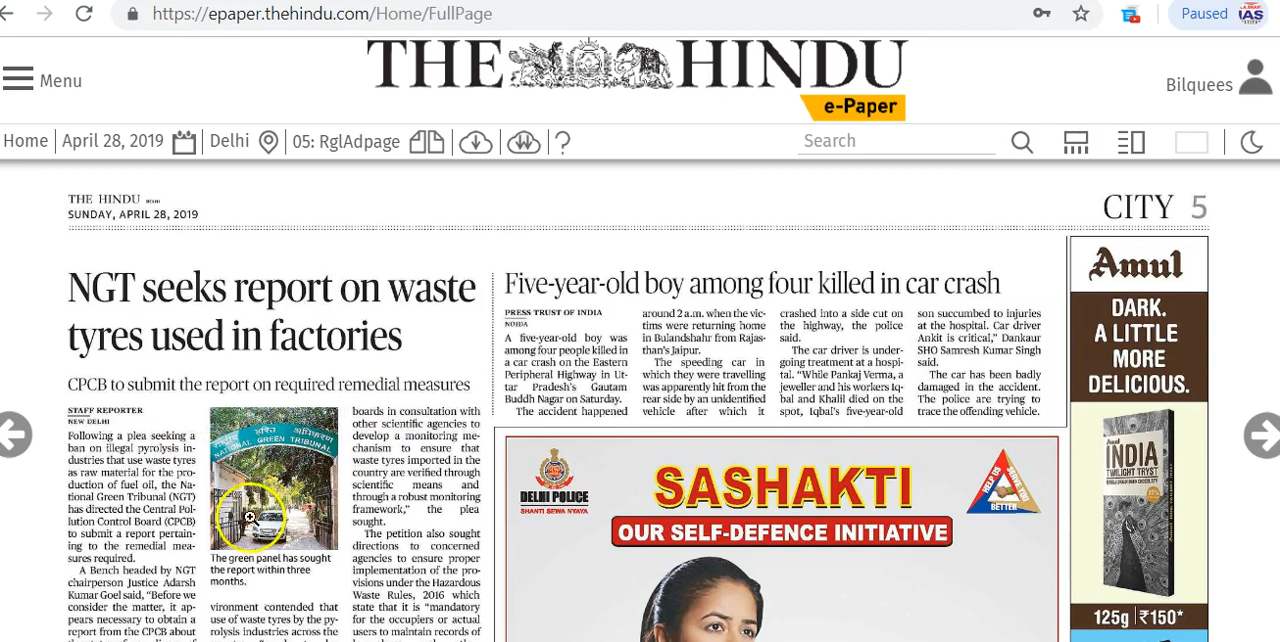 https://epaper.thehindu.com/Home/FullPage
Paused
IAS
THE HINDU
e-Paper
Menu
Bilquees
Home
April 28, 2019
Delhi
05: RglAdpage
?
Search
THE HINDU
SUNDAY, APRIL 28, 2019
CITY 5
NGT seeks report on waste
tyres used in factories
CPCB to submit the report on required remedial measures
STAFF REPORTER
NEW DELHI
Following a plea seeking a
ban on illegal pyrolysis in-
dustries that use waste tyres
as raw material for the pro-
duction of fuel oil, the Na-
tional Green Tribunal (NGT)
has directed the Central Pol-
lution Control Board (CPCB)
to submit a report pertain-
ing to the remedial mea-
sures required.
A Bench headed by NGT
chairperson Justice Adarsh
Kumar Goel said, “Before we
consider the matter, it ap-
pears necessary to obtain a
report from the CPCB about
राष्ट्रीय हरित अधिकरण
NATIONAL GREEN TRIBUNAL
The green panel has sought
the report within three
months.
vironment contended that
use of waste tyres by the py-
rolysis industries across the
boards in consultation with
other scientific agencies to
develop a monitoring me-
chanism to ensure that
waste tyres imported in the
country are verified through
scientific means and
through a robust monitoring
framework,” the plea
sought.
The petition also sought
directions to concerned
agencies to ensure proper
implementation of the pro-
visions under the Hazardous
Waste Rules, 2016 which
state that it is “mandatory
for the occupiers or actual
users to maintain records of
Five-year-old boy among four killed in car crash
PRESS TRUST OF INDIA
NOIDA
A five-year-old boy was
among four people killed in
a car crash on the Eastern
Peripheral Highway in Ut-
tar Pradesh’s Gautam
Buddh Nagar on Saturday.
The accident happened
around 2 a.m. when the vic-
tims were returning home
in Bulandshahr from Rajas-
than’s Jaipur.
The speeding car in
which they were travelling
was apparently hit from the
rear side by an unidentified
vehicle after which it
crashed into a side cut on
the highway, the police
said.
The car driver is under-
going treatment at a hospi-
tal. “While Pankaj Verma, a
jeweller and his workers Iq-
bal and Khalil died on the
spot, Iqbal’s five-year-old
son succumbed to injuries
at the hospital. Car driver
Ankit is critical,” Dankaur
SHO Samresh Kumar Singh
said.
The car has been badly
damaged in the accident.
The police are trying to
trace the offending vehicle.
DELHI POLICE
SHANTI SEWA NYAYA
SASHAKTI
OUR SELF-DEFENCE INITIATIVE
HELP US
SERVE YOU
BETTER
Amul
DARK.
A LITTLE
MORE
DELICIOUS.
Amul
INDIA
TWILIGHT TRYST
SINGLE ORIGIN DARK CHOCOLATE
125g | ₹150*